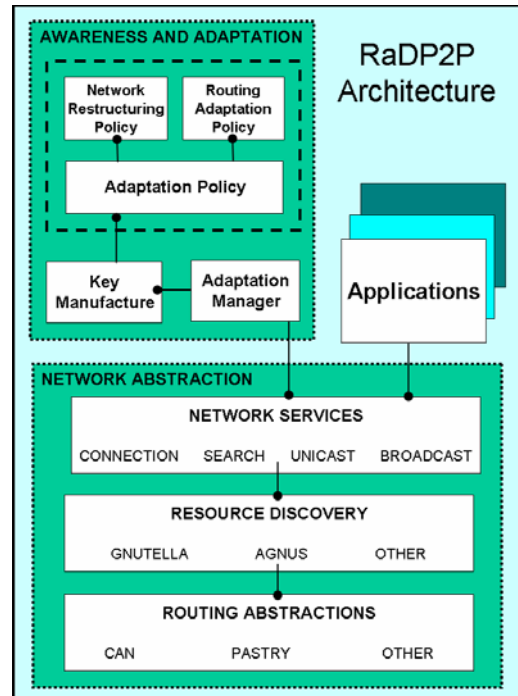 AWARENESS AND ADAPTATION
RaDP2P
Architecture
Network
Restructuring
Policy
Routing
Adaptation
Policy
Adaptation Policy
Key
Manufacture
Adaptation
Manager
Applications
NETWORK ABSTRACTION
NETWORK SERVICES
CONNECTION SEARCH UNICAST BROADCAST
RESOURCE DISCOVERY
GNUTELLA AGNUS OTHER
ROUTING ABSTRACTIONS
CAN PASTRY OTHER